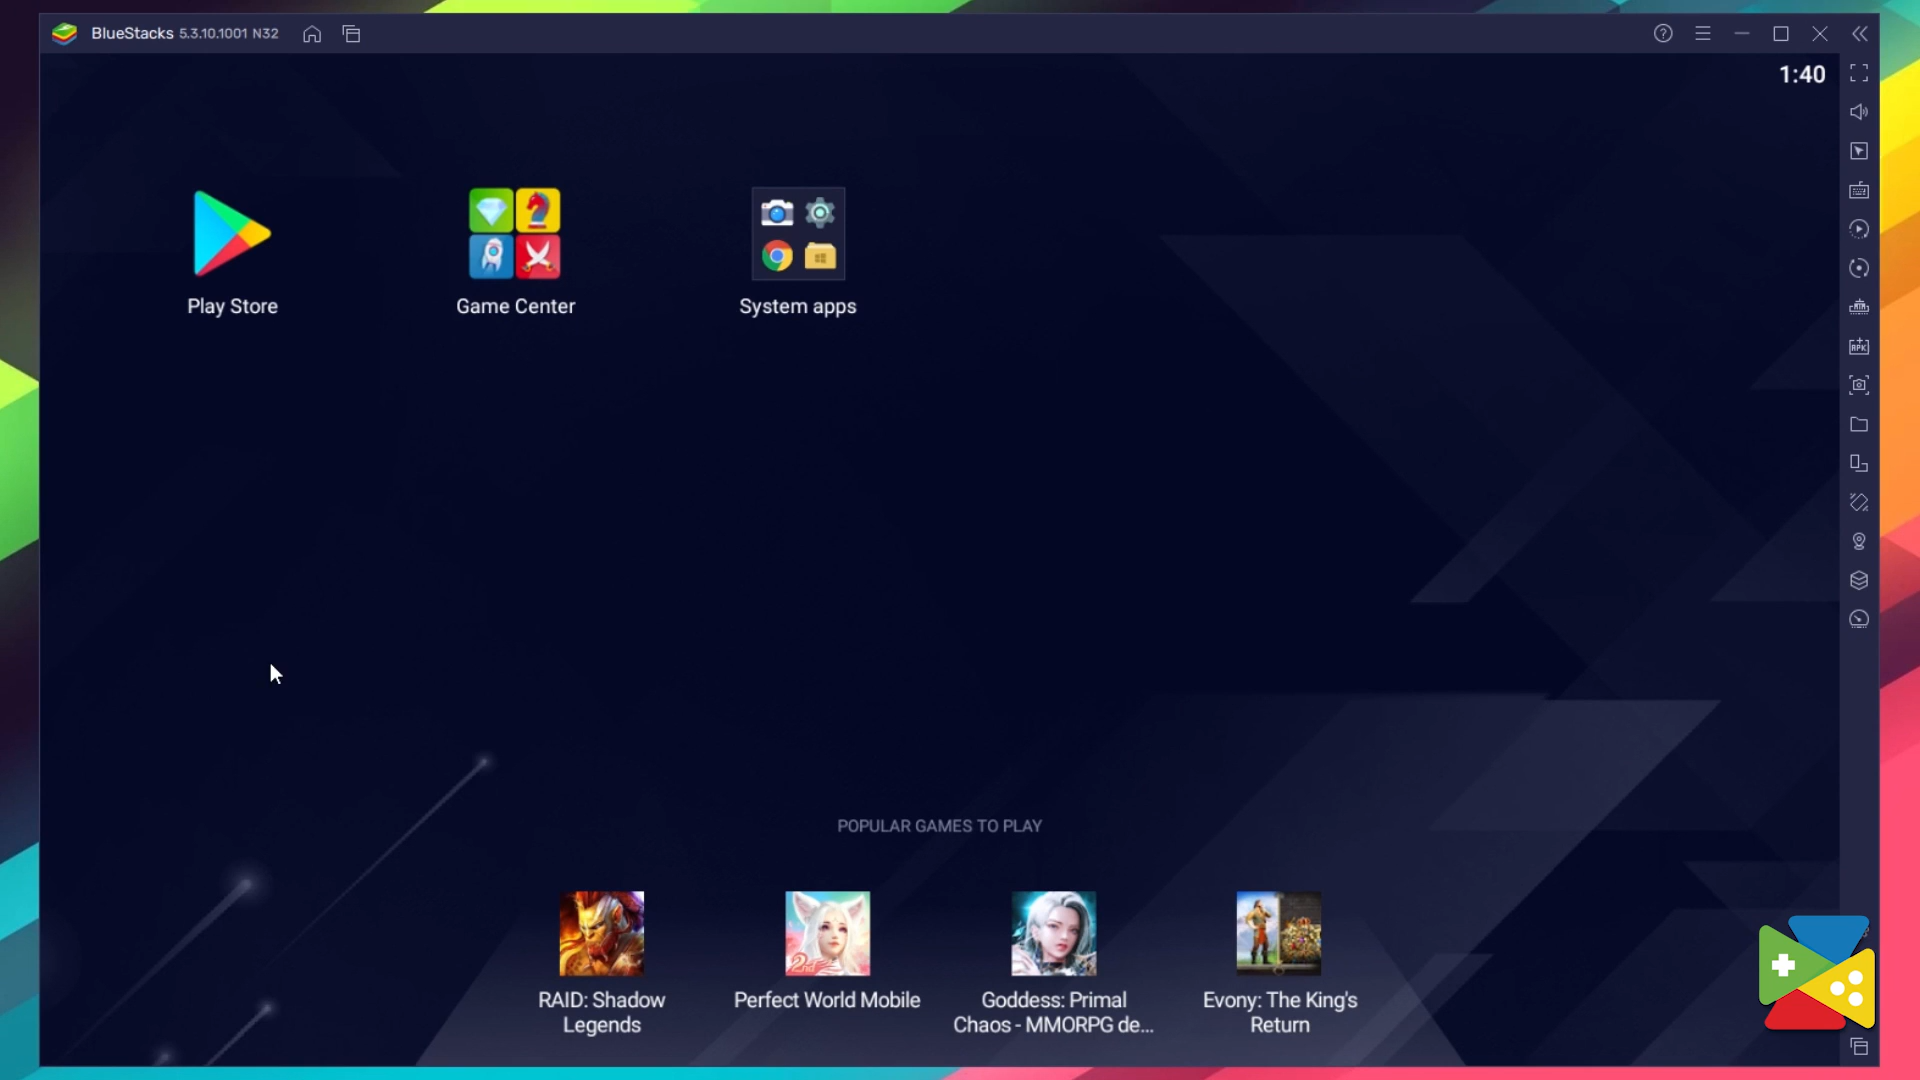 BlueStacks 5.3.10.1001 N32
1:40
Play Store
Game Center
System apps
POPULAR GAMES TO PLAY
RAID: Shadow
Legends
Perfect World Mobile
Goddess: Primal
Chaos - MMORPG de...
Evony: The King's
Return